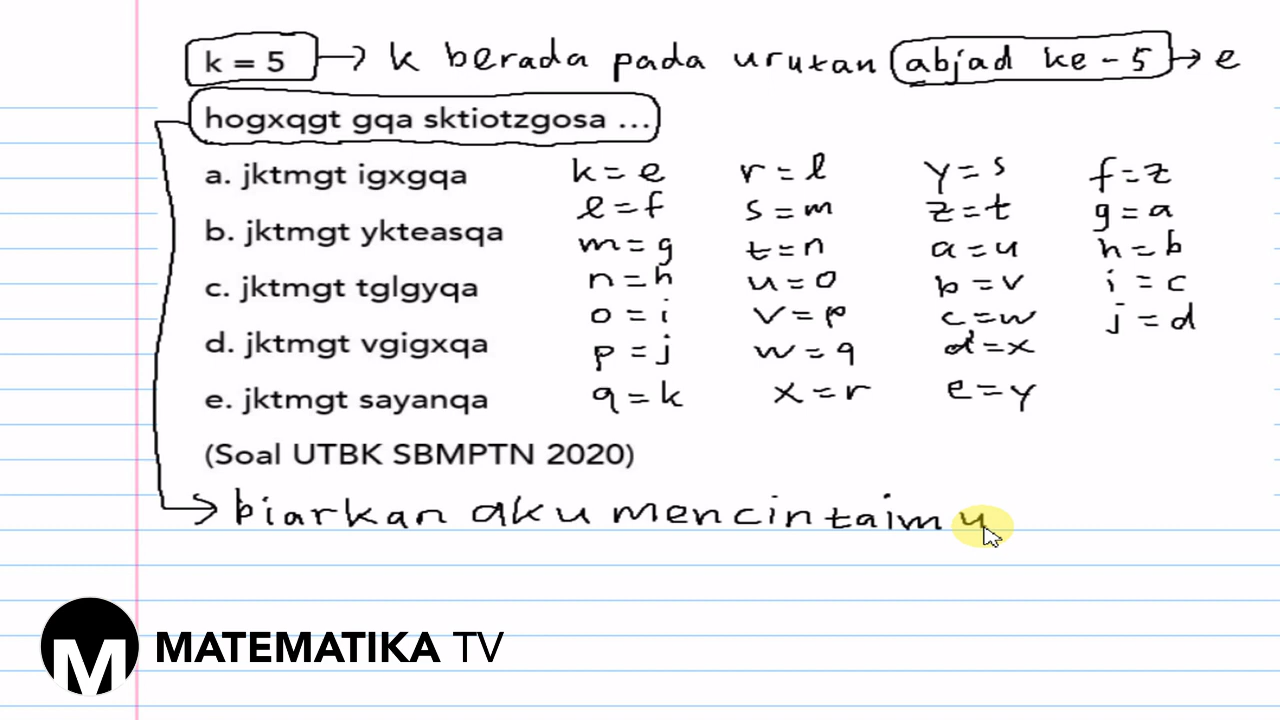 k = 5 → k berada pada urutan abjad ke-5 → e
hogxqgt gqa sktiotzgosa ...
a. jktmgt igxgqa k = e r = l y = s f = z
l = f s = m z = t g = a
b. jktmgt ykteasqa m = g t = n a = u h = b
c. jktmgt tglgyqa n = h u = o b = v i = c
o = i v = p c = w j = d
d. jktmgt vgigxqa p = j w = q d = x
e. jktmgt sayanqa q = k x = r e = y
(Soal UTBK SBMPTN 2020)
→ biarkan aku mencintaimu
M MATEMATIKA TV